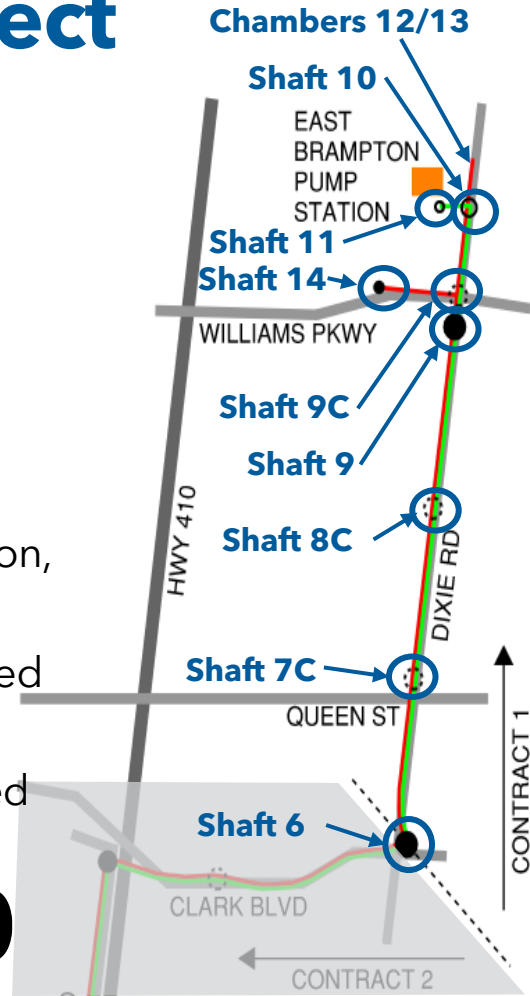 ect
Chambers 12/13
Shaft 10
EAST
BRAMPTON
PUMP
STATION
Shaft 11
Shaft 14
WILLIAMS PKWY
Shaft 9C
Shaft 9
HWY 410
Shaft 8C
on,
DIXIE RD
Shaft 7C
ed
QUEEN ST
CONTRACT 1
ed
Shaft 6
CLARK BLVD
CONTRACT 2